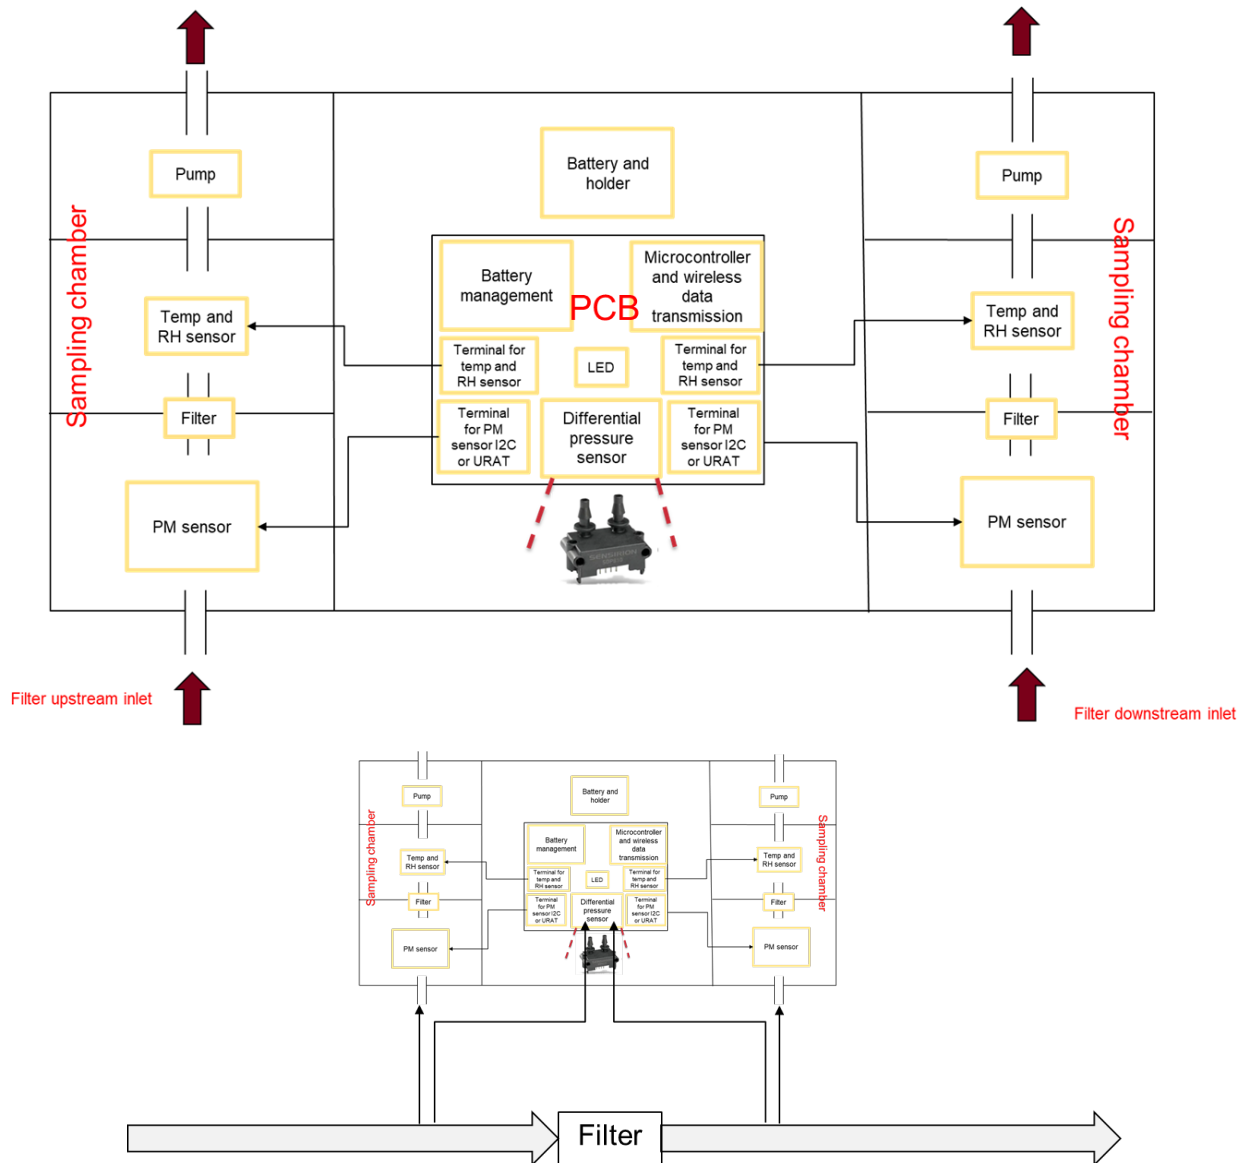 Pump
Battery and
holder
Pump
Sampling chamber
Sampling chamber
Battery
management
PCB
Microcontroller
and wireless
data
transmission
Temp and
RH sensor
Temp and
RH sensor
Terminal for
temp and
RH sensor
LED
Terminal for
temp and
RH sensor
Filter
Terminal
for PM
sensor I2C
or URAT
Differential
pressure
sensor
Terminal
for PM
sensor I2C
or URAT
Filter
PM sensor
SENSIRION
PM sensor
Filter upstream inlet
Filter downstream inlet
Pump
Battery and
holder
Pump
Sampling chamber
Sampling chamber
Battery
management
Microcontroller
and wireless
data
transmission
Temp and
RH sensor
Temp and
RH sensor
Terminal for
temp and
RH sensor
LED
Terminal for
temp and
RH sensor
Filter
Terminal
for PM
sensor I2C
or URAT
Differential
pressure
sensor
Terminal
for PM
sensor I2C
or URAT
Filter
PM sensor
PM sensor
Filter